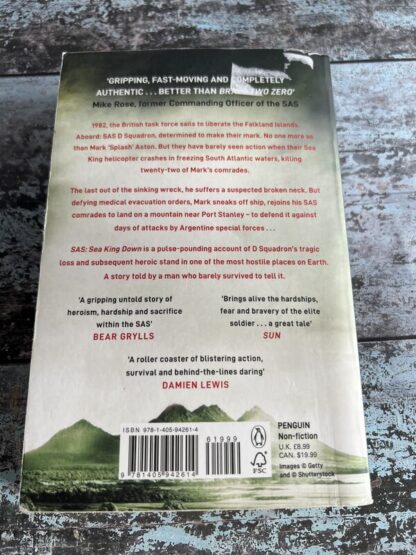 'GRIPPING, FAST-MOVING AND COMPLETELY
AUTHENTIC . . . BETTER THAN BRAVO TWO ZERO'
Mike Rose, former Commanding Officer of the SAS
1982, the British task force sails to liberate the Falkland Islands.
Aboard: SAS D Squadron, determined to make their mark. No one more so
than Mark 'Splash' Aston. But they have barely seen action when their Sea
King helicopter crashes in freezing South Atlantic waters, killing
twenty-two of Mark's comrades.
The last out of the sinking wreck, he suffers a suspected broken neck. But
defying medical evacuation orders, Mark sneaks off ship, rejoins his SAS
comrades to land on a mountain near Port Stanley – to defend it against
days of attacks by Argentine special forces . . .
SAS: Sea King Down is a pulse-pounding account of D Squadron's tragic
loss and subsequent heroic stand in one of the most hostile places on Earth.
A story told by a man who barely survived to tell it.
'A gripping untold story of
heroism, hardship and sacrifice
within the SAS'
BEAR GRYLLS
'Brings alive the hardships,
fear and bravery of the elite
soldier . . . a great tale'
SUN
'A roller coaster of blistering action,
survival and behind-the-lines daring'
DAMIEN LEWIS
ISBN 978-1-405-94261-4
61999
9 781405 942614
FSC
PENGUIN
Non-fiction
U.K. £8.99
CAN. $19.99
Images © Getty
and © Shutterstock